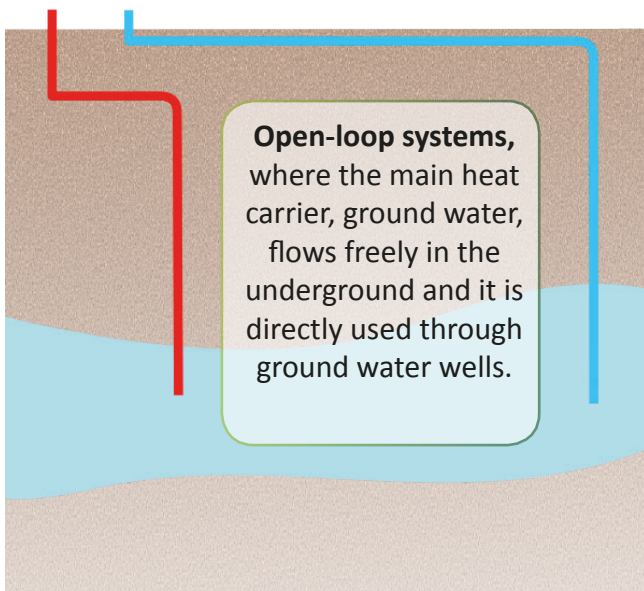 Open-loop systems,
where the main heat
carrier, ground water,
flows freely in the
underground and it is
directly used through
ground water wells.